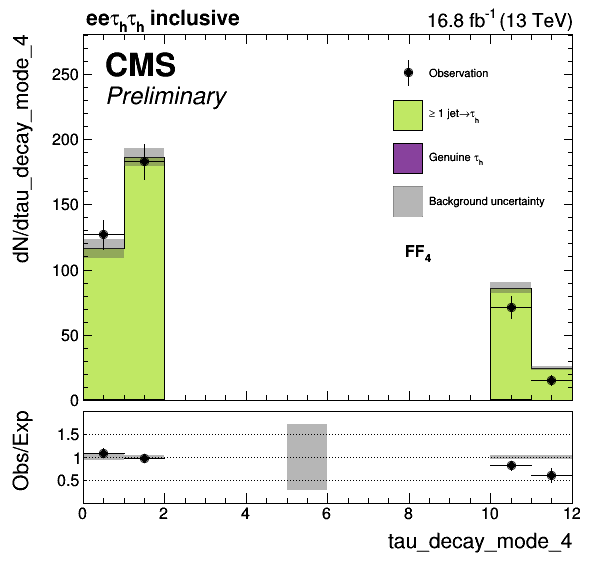 eeτhτh inclusive
16.8 fb⁻¹ (13 TeV)
CMS
Preliminary
Observation
≥ 1 jet→τh
Genuine τh
Background uncertainty
FF4
dN/dtau_decay_mode_4
250
200
150
100
50
0
Obs/Exp
1.5
1
0.5
0 2 4 6 8 10 12
tau_decay_mode_4